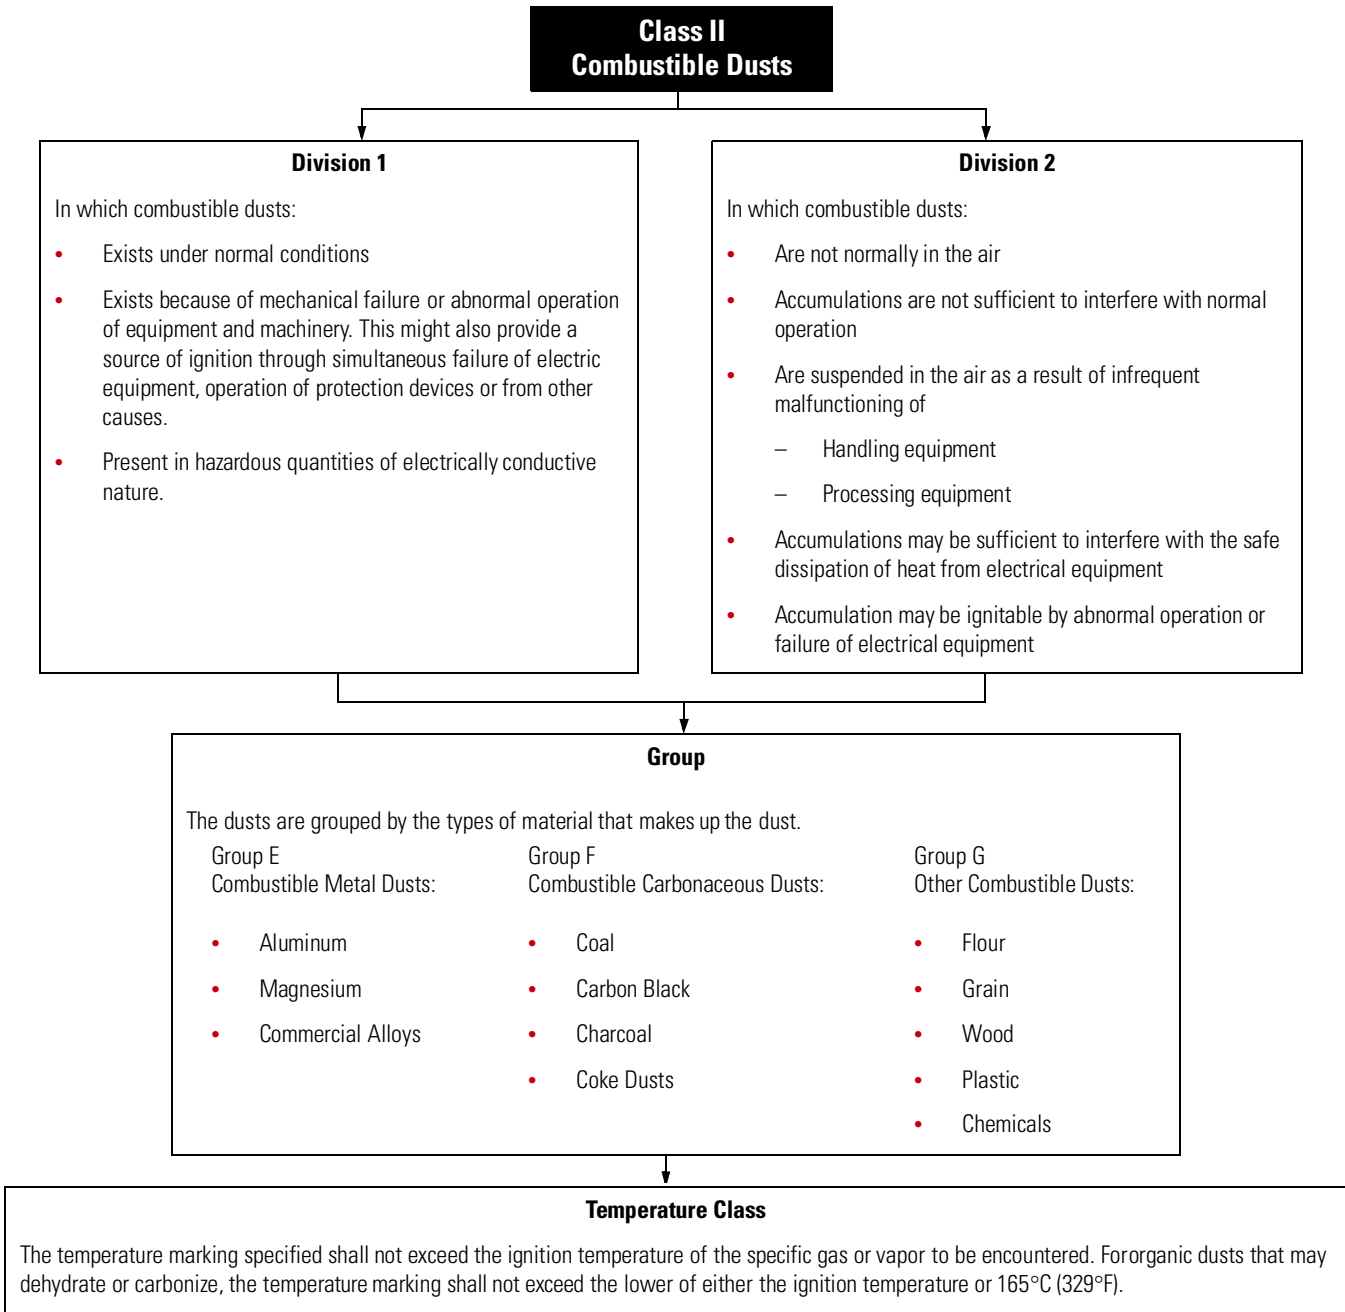 Class II
Combustible Dusts
Division 1
In which combustible dusts:
• Exists under normal conditions
• Exists because of mechanical failure or abnormal operation
of equipment and machinery. This might also provide a
source of ignition through simultaneous failure of electric
equipment, operation of protection devices or from other
causes.
• Present in hazardous quantities of electrically conductive
nature.
Division 2
In which combustible dusts:
• Are not normally in the air
• Accumulations are not sufficient to interfere with normal
operation
• Are suspended in the air as a result of infrequent
malfunctioning of
– Handling equipment
– Processing equipment
• Accumulations may be sufficient to interfere with the safe
dissipation of heat from electrical equipment
• Accumulation may be ignitable by abnormal operation or
failure of electrical equipment
Group
The dusts are grouped by the types of material that makes up the dust.
Group E
Combustible Metal Dusts:
• Aluminum
• Magnesium
• Commercial Alloys
Group F
Combustible Carbonaceous Dusts:
• Coal
• Carbon Black
• Charcoal
• Coke Dusts
Group G
Other Combustible Dusts:
• Flour
• Grain
• Wood
• Plastic
• Chemicals
Temperature Class
The temperature marking specified shall not exceed the ignition temperature of the specific gas or vapor to be encountered. Fororganic dusts that may
dehydrate or carbonize, the temperature marking shall not exceed the lower of either the ignition temperature or 165°C (329°F).